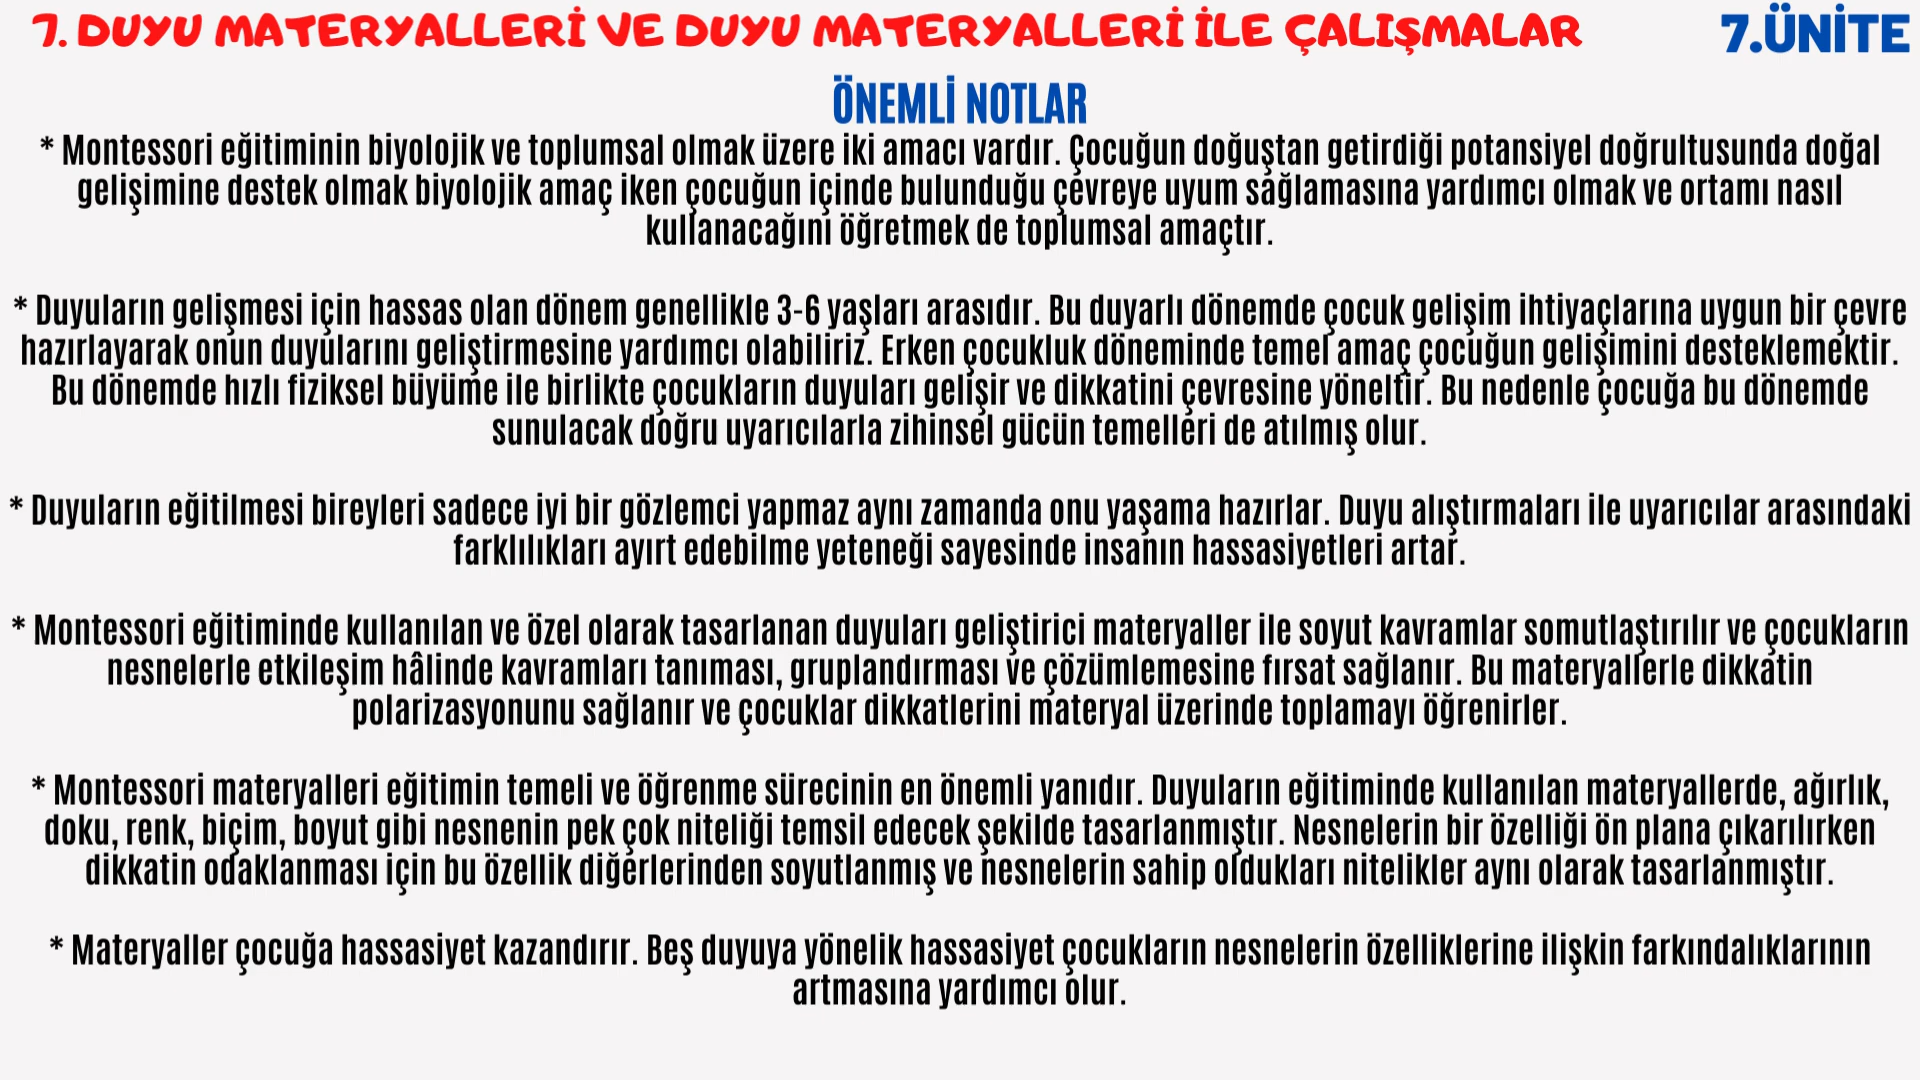 7. DUYU MATERYALLERİ VE DUYU MATERYALLERİ İLE ÇALIŞMALAR
7.ÜNİTE
ÖNEMLİ NOTLAR
* Montessori eğitiminin biyolojik ve toplumsal olmak üzere iki amacı vardır. Çocuğun doğuştan getirdiği potansiyel doğrultusunda doğal
gelişimine destek olmak biyolojik amaç iken çocuğun içinde bulunduğu çevreye uyum sağlamasına yardımcı olmak ve ortamı nasıl
kullanacağını öğretmek de toplumsal amaçtır.
* Duyuların gelişmesi için hassas olan dönem genellikle 3-6 yaşları arasıdır. Bu duyarlı dönemde çocuk gelişim ihtiyaçlarına uygun bir çevre
hazırlayarak onun duyularını geliştirmesine yardımcı olabiliriz. Erken çocukluk döneminde temel amaç çocuğun gelişimini desteklemektir.
Bu dönemde hızlı fiziksel büyüme ile birlikte çocukların duyuları gelişir ve dikkatini çevresine yöneltir. Bu nedenle çocuğa bu dönemde
sunulacak doğru uyarıcılarla zihinsel gücün temelleri de atılmış olur.
* Duyuların eğitilmesi bireyleri sadece iyi bir gözlemci yapmaz aynı zamanda onu yaşama hazırlar. Duyu alıştırmaları ile uyarıcılar arasındaki
farklılıkları ayırt edebilme yeteneği sayesinde insanın hassasiyetleri artar.
* Montessori eğitiminde kullanılan ve özel olarak tasarlanan duyuları geliştirici materyaller ile soyut kavramlar somutlaştırılır ve çocukların
nesnelerle etkileşim hâlinde kavramları tanıması, gruplandırması ve çözümlemesine fırsat sağlanır. Bu materyallerle dikkatin
polarizasyonunu sağlanır ve çocuklar dikkatlerini materyal üzerinde toplamayı öğrenirler.
* Montessori materyalleri eğitimin temeli ve öğrenme sürecinin en önemli yanıdır. Duyuların eğitiminde kullanılan materyallerde, ağırlık,
doku, renk, biçim, boyut gibi nesnenin pek çok niteliği temsil edecek şekilde tasarlanmıştır. Nesnelerin bir özelliği ön plana çıkarılırken
dikkatin odaklanması için bu özellik diğerlerinden soyutlanmış ve nesnelerin sahip oldukları nitelikler aynı olarak tasarlanmıştır.
* Materyaller çocuğa hassasiyet kazandırır. Beş duyuya yönelik hassasiyet çocukların nesnelerin özelliklerine ilişkin farkındalıklarının
artmasına yardımcı olur.